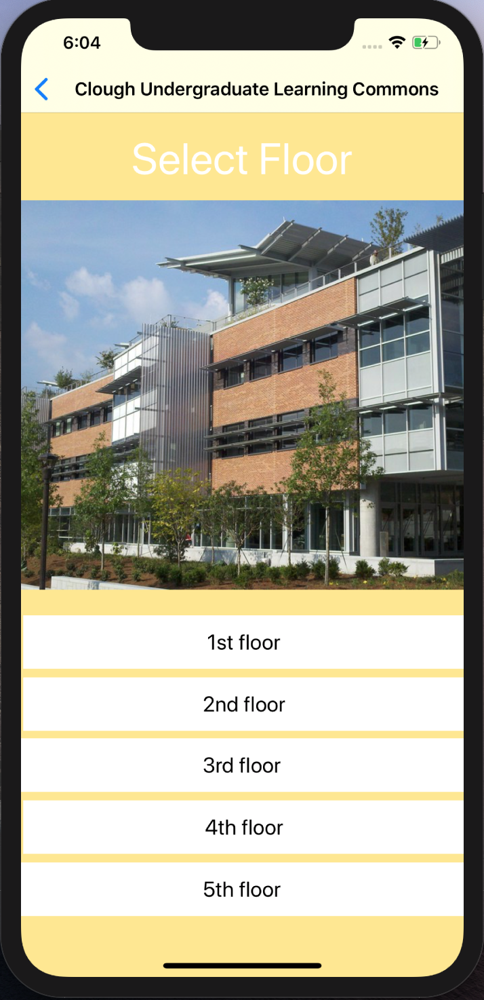 6:04
Clough Undergraduate Learning Commons
Select Floor
1st floor
2nd floor
3rd floor
4th floor
5th floor